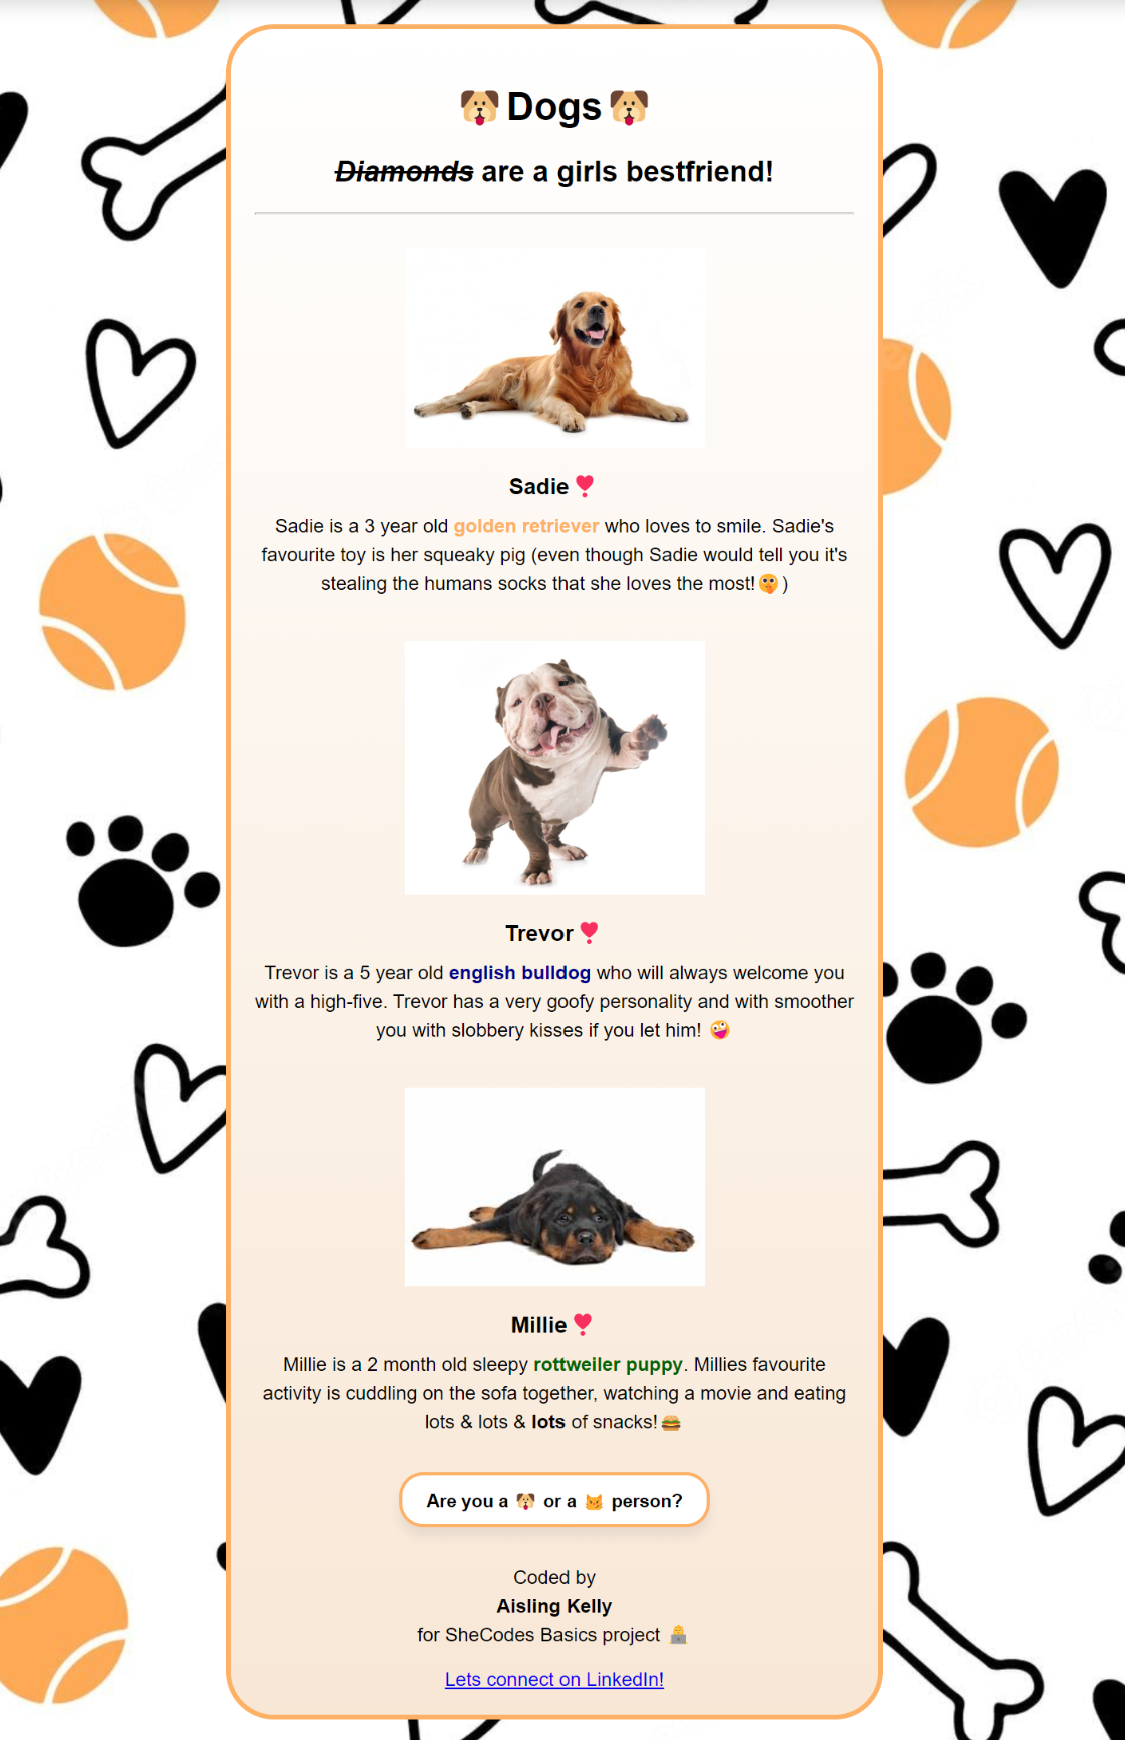 🐶 Dogs 🐶
Diamonds are a girls bestfriend!
Sadie ❣️
Sadie is a 3 year old golden retriever who loves to smile. Sadie's
favourite toy is her squeaky pig (even though Sadie would tell you it's
stealing the humans socks that she loves the most! 🤫 )
Trevor ❣️
Trevor is a 5 year old english bulldog who will always welcome you
with a high-five. Trevor has a very goofy personality and with smoother
you with slobbery kisses if you let him! 🤪
Millie ❣️
Millie is a 2 month old sleepy rottweiler puppy. Millies favourite
activity is cuddling on the sofa together, watching a movie and eating
lots & lots & lots of snacks! 🍔
Are you a 🐶 or a 😼 person?
Coded by
Aisling Kelly
for SheCodes Basics project 👩‍💻
Lets connect on LinkedIn!